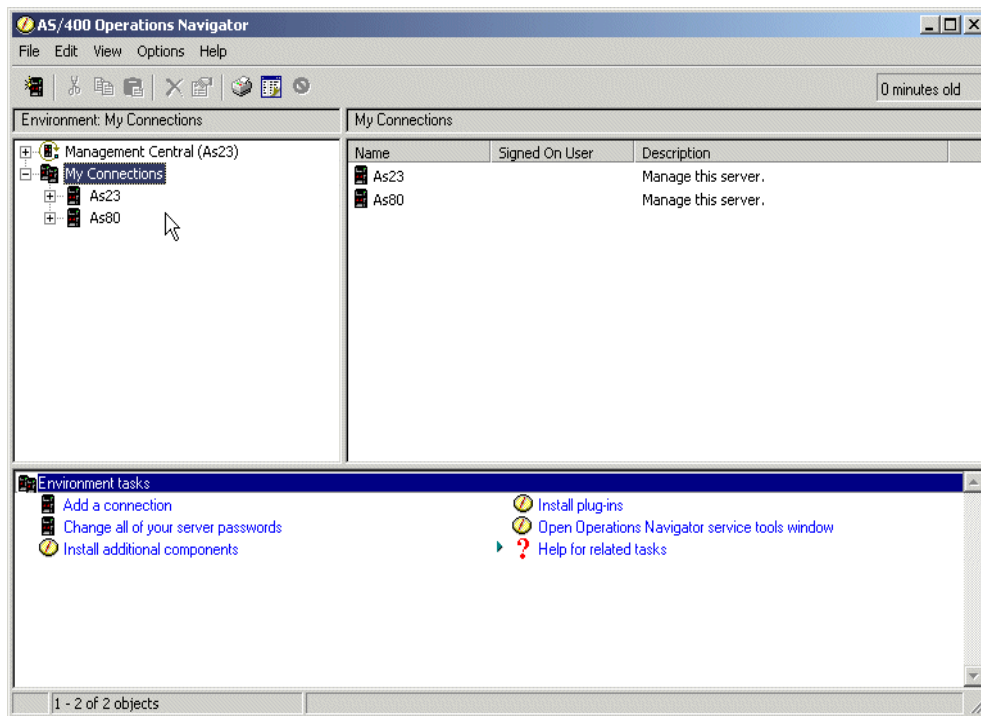 AS/400 Operations Navigator
File Edit View Options Help
0 minutes old
Environment: My Connections
My Connections
Management Central (As23)
My Connections
As23
As80
Name Signed On User Description
As23 Manage this server.
As80 Manage this server.
Environment tasks
Add a connection
Change all of your server passwords
Install additional components
Install plug-ins
Open Operations Navigator service tools window
Help for related tasks
1 - 2 of 2 objects